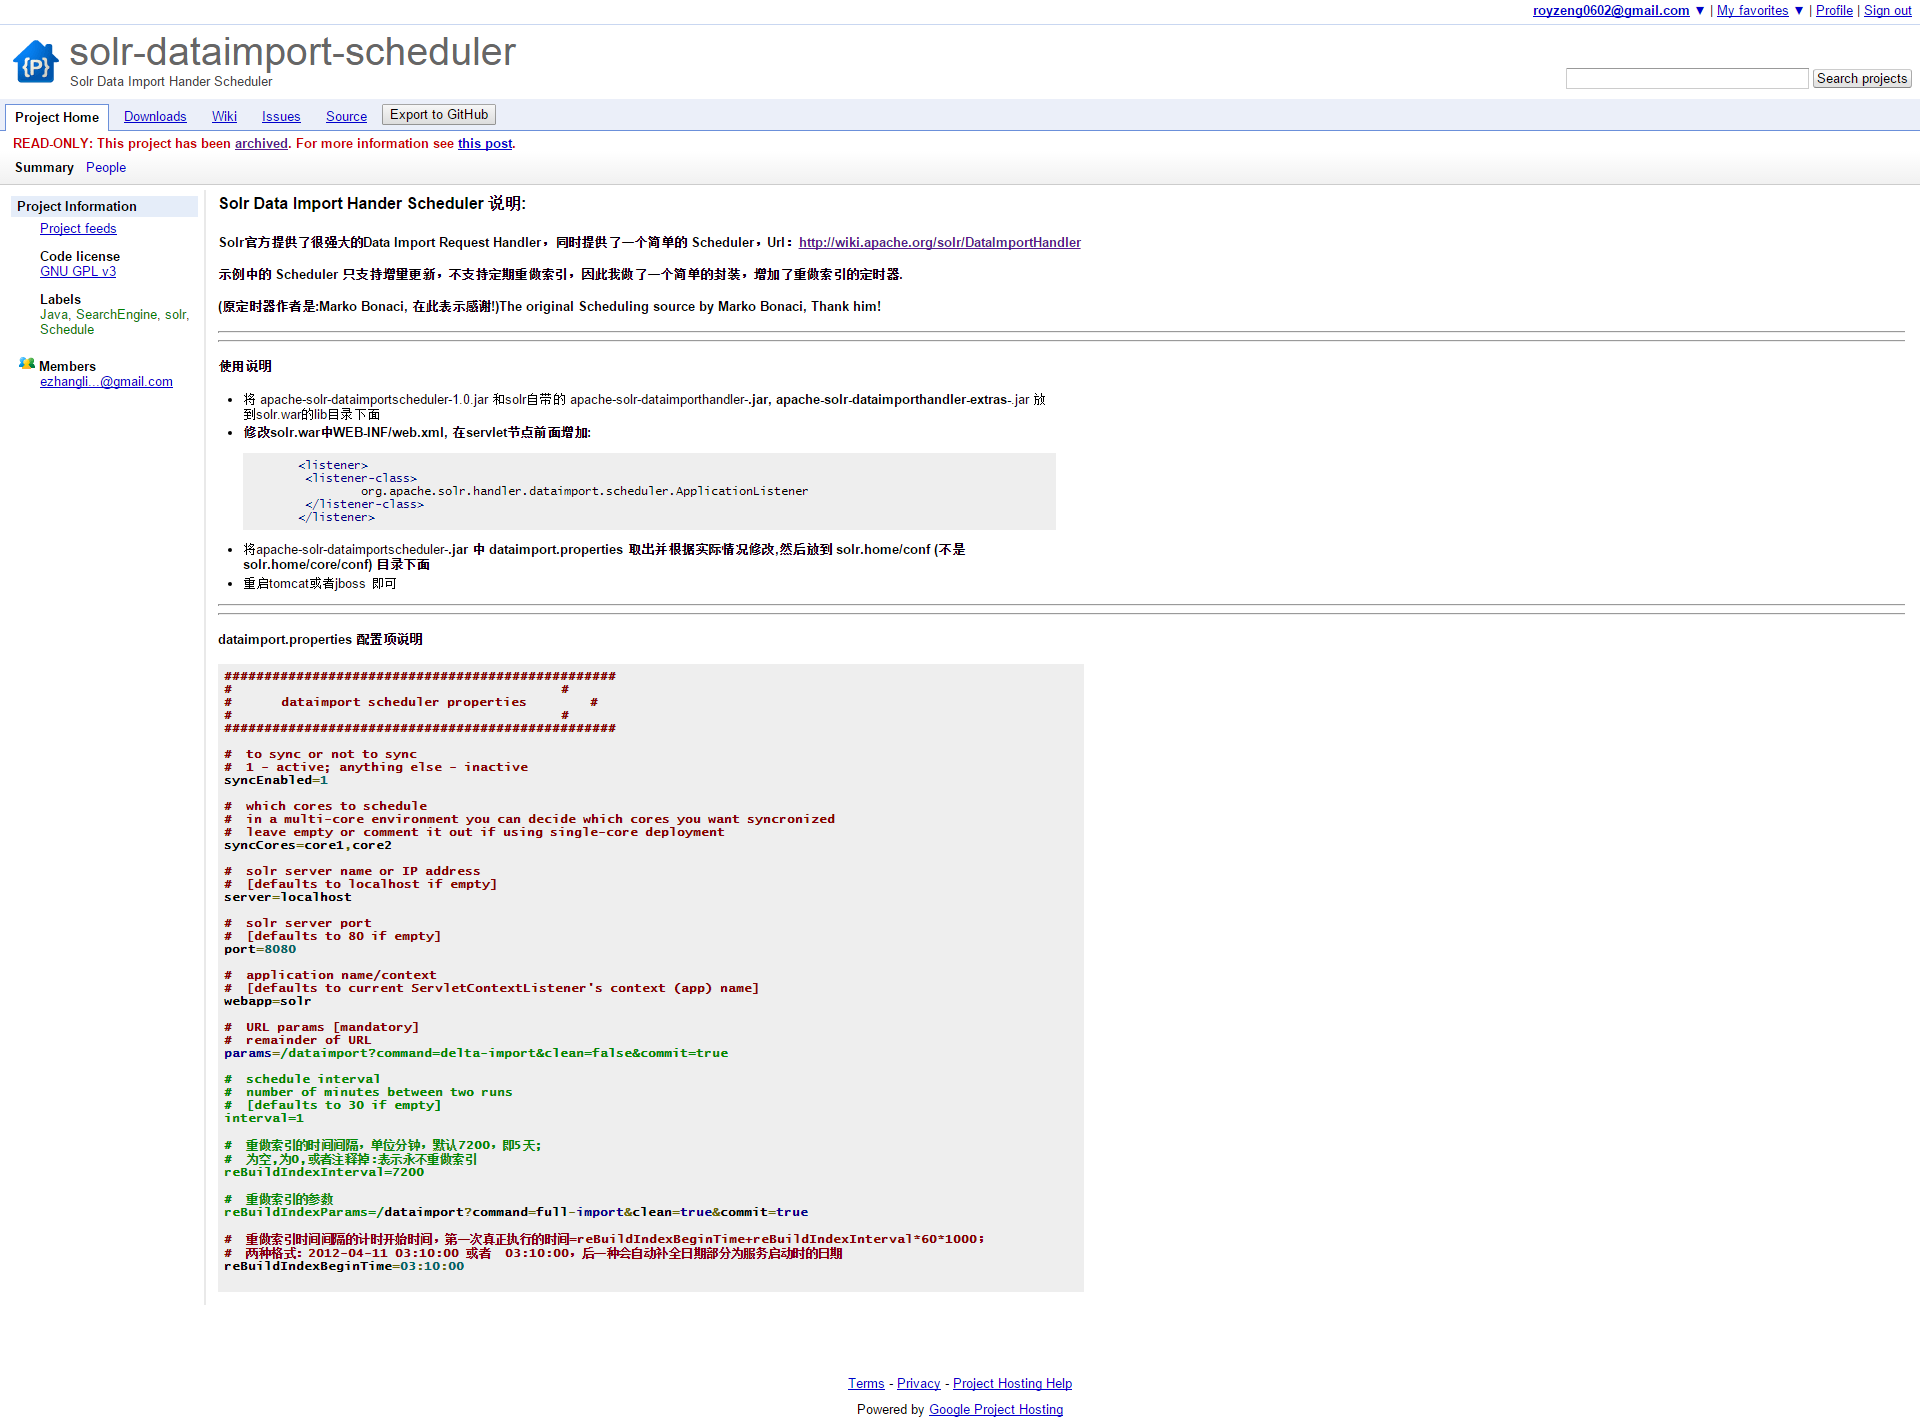 royzeng0602@gmail.com ▼ | My favorites ▼ | Profile | Sign out
solr-dataimport-scheduler
Solr Data Import Hander Scheduler
Search projects
Project Home Downloads Wiki Issues Source Export to GitHub
READ-ONLY: This project has been archived. For more information see this post.
Summary People
Project Information
Project feeds
Code license
GNU GPL v3
Labels
Java, SearchEngine, solr,
Schedule
Members
ezhangli...@gmail.com
Solr Data Import Hander Scheduler 说明:
Solr官方提供了很强大的Data Import Request Handler，同时提供了一个简单的 Scheduler，Url：http://wiki.apache.org/solr/DataImportHandler
示例中的 Scheduler 只支持增量更新，不支持定期重做索引，因此我做了一个简单的封装，增加了重做索引的定时器.
(原定时器作者是:Marko Bonaci, 在此表示感谢!)The original Scheduling source by Marko Bonaci, Thank him!
使用说明
• 将 apache-solr-dataimportscheduler-1.0.jar 和solr自带的 apache-solr-dataimporthandler-.jar, apache-solr-dataimporthandler-extras-.jar 放
到solr.war的lib目录下面
• 修改solr.war中WEB-INF/web.xml, 在servlet节点前面增加:
<listener>
<listener-class>
org.apache.solr.handler.dataimport.scheduler.ApplicationListener
</listener-class>
</listener>
• 将apache-solr-dataimportscheduler-.jar 中 dataimport.properties 取出并根据实际情况修改,然后放到 solr.home/conf (不是
solr.home/core/conf) 目录下面
• 重启tomcat或者jboss 即可
dataimport.properties 配置项说明
#################################################
# #
# dataimport scheduler properties #
# #
#################################################
# to sync or not to sync
# 1 - active; anything else - inactive
syncEnabled=1
# which cores to schedule
# in a multi-core environment you can decide which cores you want syncronized
# leave empty or comment it out if using single-core deployment
syncCores=core1,core2
# solr server name or IP address
# [defaults to localhost if empty]
server=localhost
# solr server port
# [defaults to 80 if empty]
port=8080
# application name/context
# [defaults to current ServletContextListener's context (app) name]
webapp=solr
# URL params [mandatory]
# remainder of URL
params=/dataimport?command=delta-import&clean=false&commit=true
# schedule interval
# number of minutes between two runs
# [defaults to 30 if empty]
interval=1
# 重做索引的时间间隔，单位分钟，默认7200，即5天;
# 为空,为0,或者注释掉:表示永不重做索引
reBuildIndexInterval=7200
# 重做索引的参数
reBuildIndexParams=/dataimport?command=full-import&clean=true&commit=true
# 重做索引时间间隔的计时开始时间，第一次真正执行的时间=reBuildIndexBeginTime+reBuildIndexInterval*60*1000;
# 两种格式：2012-04-11 03:10:00 或者 03:10:00，后一种会自动补全日期部分为服务启动时的日期
reBuildIndexBeginTime=03:10:00
Terms - Privacy - Project Hosting Help
Powered by Google Project Hosting